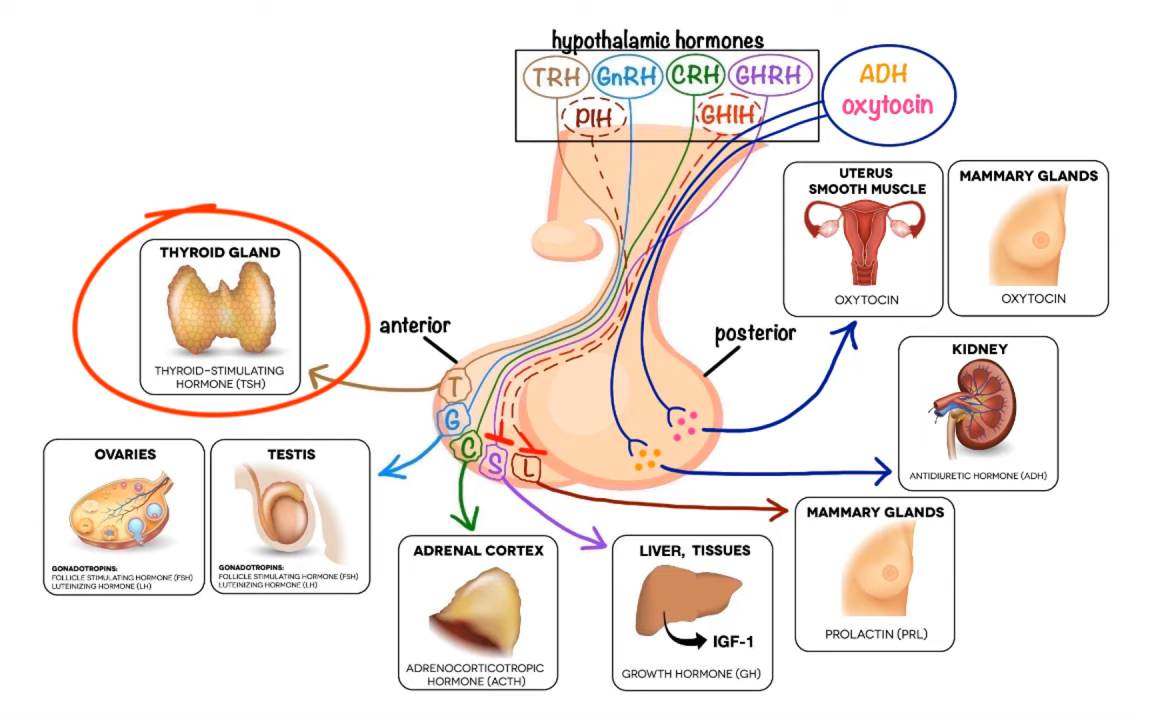 hypothalamic hormones
TRH
GnRH
CRH
GHRH
PIH
GHIH
ADH
oxytocin
UTERUS
SMOOTH MUSCLE
OXYTOCIN
MAMMARY GLANDS
OXYTOCIN
THYROID GLAND
THYROID-STIMULATING
HORMONE (TSH)
anterior
posterior
T
G
C
S
L
KIDNEY
ANTIDIURETIC HORMONE (ADH)
OVARIES
GONADOTROPINS:
FOLLICLE STIMULATING HORMONE (FSH)
LUTEINIZING HORMONE (LH)
TESTIS
GONADOTROPINS:
FOLLICLE STIMULATING HORMONE (FSH)
LUTEINIZING HORMONE (LH)
ADRENAL CORTEX
ADRENOCORTICOTROPIC
HORMONE (ACTH)
LIVER, TISSUES
IGF-1
GROWTH HORMONE (GH)
MAMMARY GLANDS
PROLACTIN (PRL)